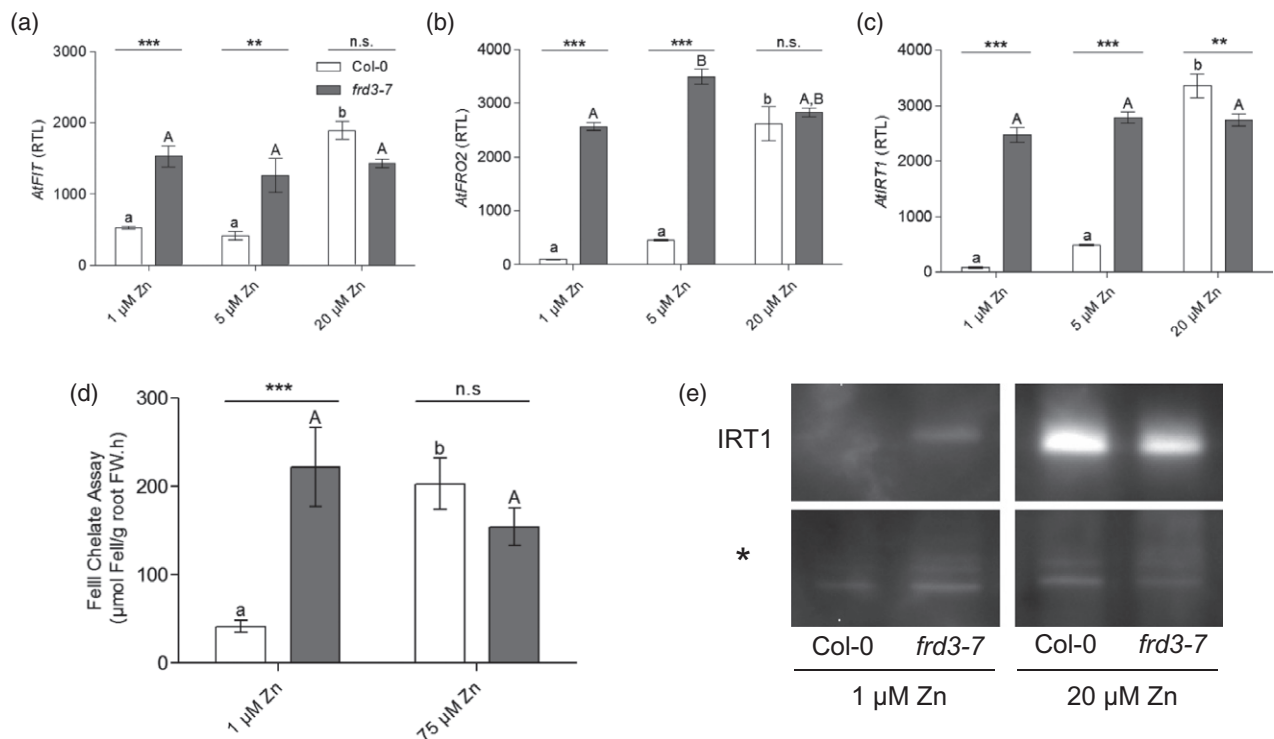 (a)
*** ** n.s.
3000
2000
1000
0
AtFIT (RTL)
Col-0
frd3-7
a A a A b A
1 µM Zn 5 µM Zn 20 µM Zn
(b)
*** *** n.s.
4000
3000
2000
1000
0
AtFRO2 (RTL)
a A a B b A,B
1 µM Zn 5 µM Zn 20 µM Zn
(c)
*** *** **
4000
3000
2000
1000
0
AtIRT1 (RTL)
a A a A b A
1 µM Zn 5 µM Zn 20 µM Zn
(d)
*** n.s
300
200
100
0
FeIII Chelate Assay
(µmol FeII/g root FW.h)
a A b A
1 µM Zn 75 µM Zn
(e)
IRT1
*
Col-0 frd3-7 Col-0 frd3-7
1 µM Zn 20 µM Zn